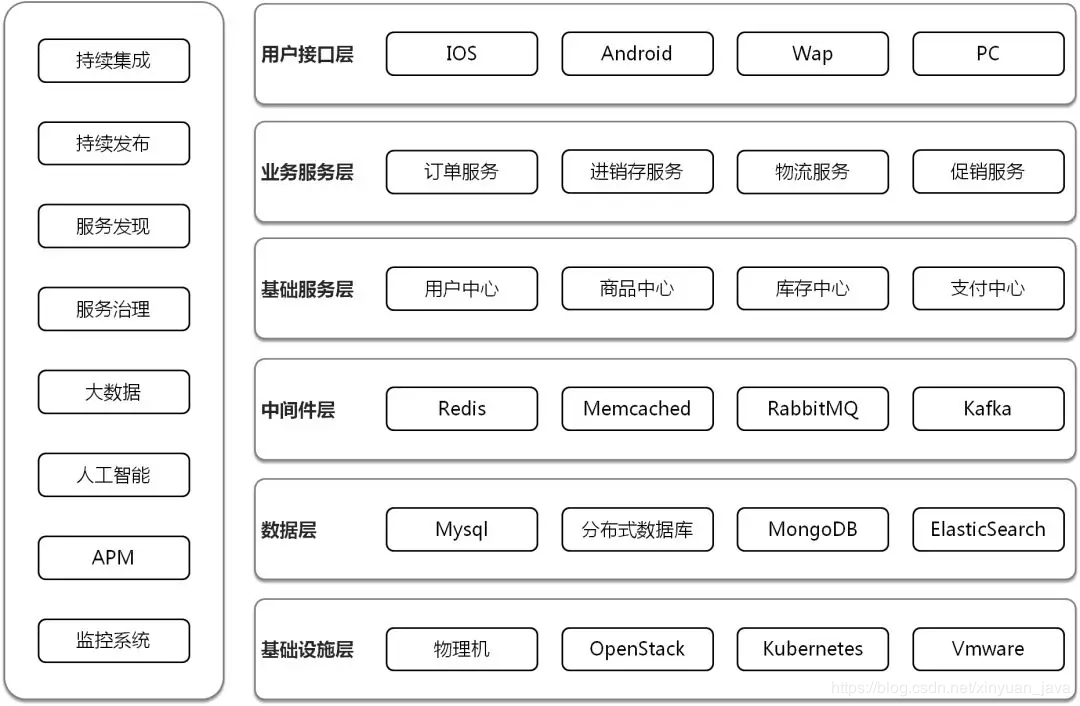 持续集成
持续发布
服务发现
服务治理
大数据
人工智能
APM
监控系统
用户接口层 IOS Android Wap PC
业务服务层 订单服务 进销存服务 物流服务 促销服务
基础服务层 用户中心 商品中心 库存中心 支付中心
中间件层 Redis Memcached RabbitMQ Kafka
数据层 Mysql 分布式数据库 MongoDB ElasticSearch
基础设施层 物理机 OpenStack Kubernetes Vmware
https://blog.csdn.net/xinyuan_java